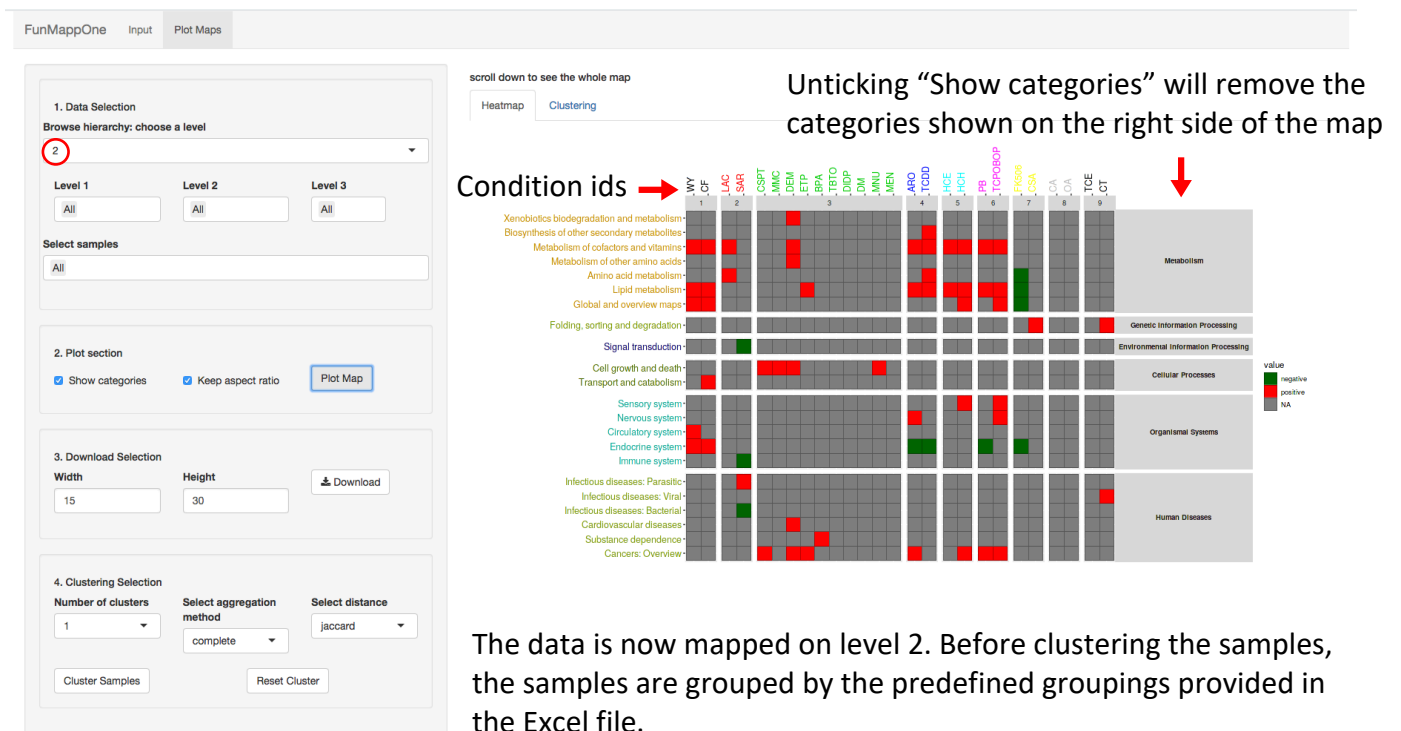 FunMappOne Input Plot Maps
1. Data Selection
Browse hierarchy: choose a level
2
Level 1 Level 2 Level 3
All All All
Select samples
All
2. Plot section
Show categories Keep aspect ratio Plot Map
3. Download Selection
Width Height
15 30 Download
4. Clustering Selection
Number of clusters Select aggregation method Select distance
1 complete jaccard
Cluster Samples Reset Cluster
scroll down to see the whole map
Heatmap Clustering
Unticking “Show categories” will remove the
categories shown on the right side of the map
Condition ids
WY CF LAC SAR CSPT MMC DEM ETP BPA TBTO DIDP DM MNU MEN ARO TCDD HCE HCH PB TCPOBOP FK506 CSA CA OA TCE CT
1 2 3 4 5 6 7 8 9
Xenobiotics biodegradation and metabolism
Biosynthesis of other secondary metabolites
Metabolism of cofactors and vitamins
Metabolism of other amino acids
Amino acid metabolism
Lipid metabolism
Global and overview maps
Metabolism
Folding, sorting and degradation
Genetic Information Processing
Signal transduction
Environmental Information Processing
Cell growth and death
Transport and catabolism
Cellular Processes
Sensory system
Nervous system
Circulatory system
Endocrine system
Immune system
Organismal Systems
Infectious diseases: Parasitic
Infectious diseases: Viral
Infectious diseases: Bacterial
Cardiovascular diseases
Substance dependence
Cancers: Overview
Human Diseases
value
negative
positive
NA
The data is now mapped on level 2. Before clustering the samples,
the samples are grouped by the predefined groupings provided in
the Excel file.